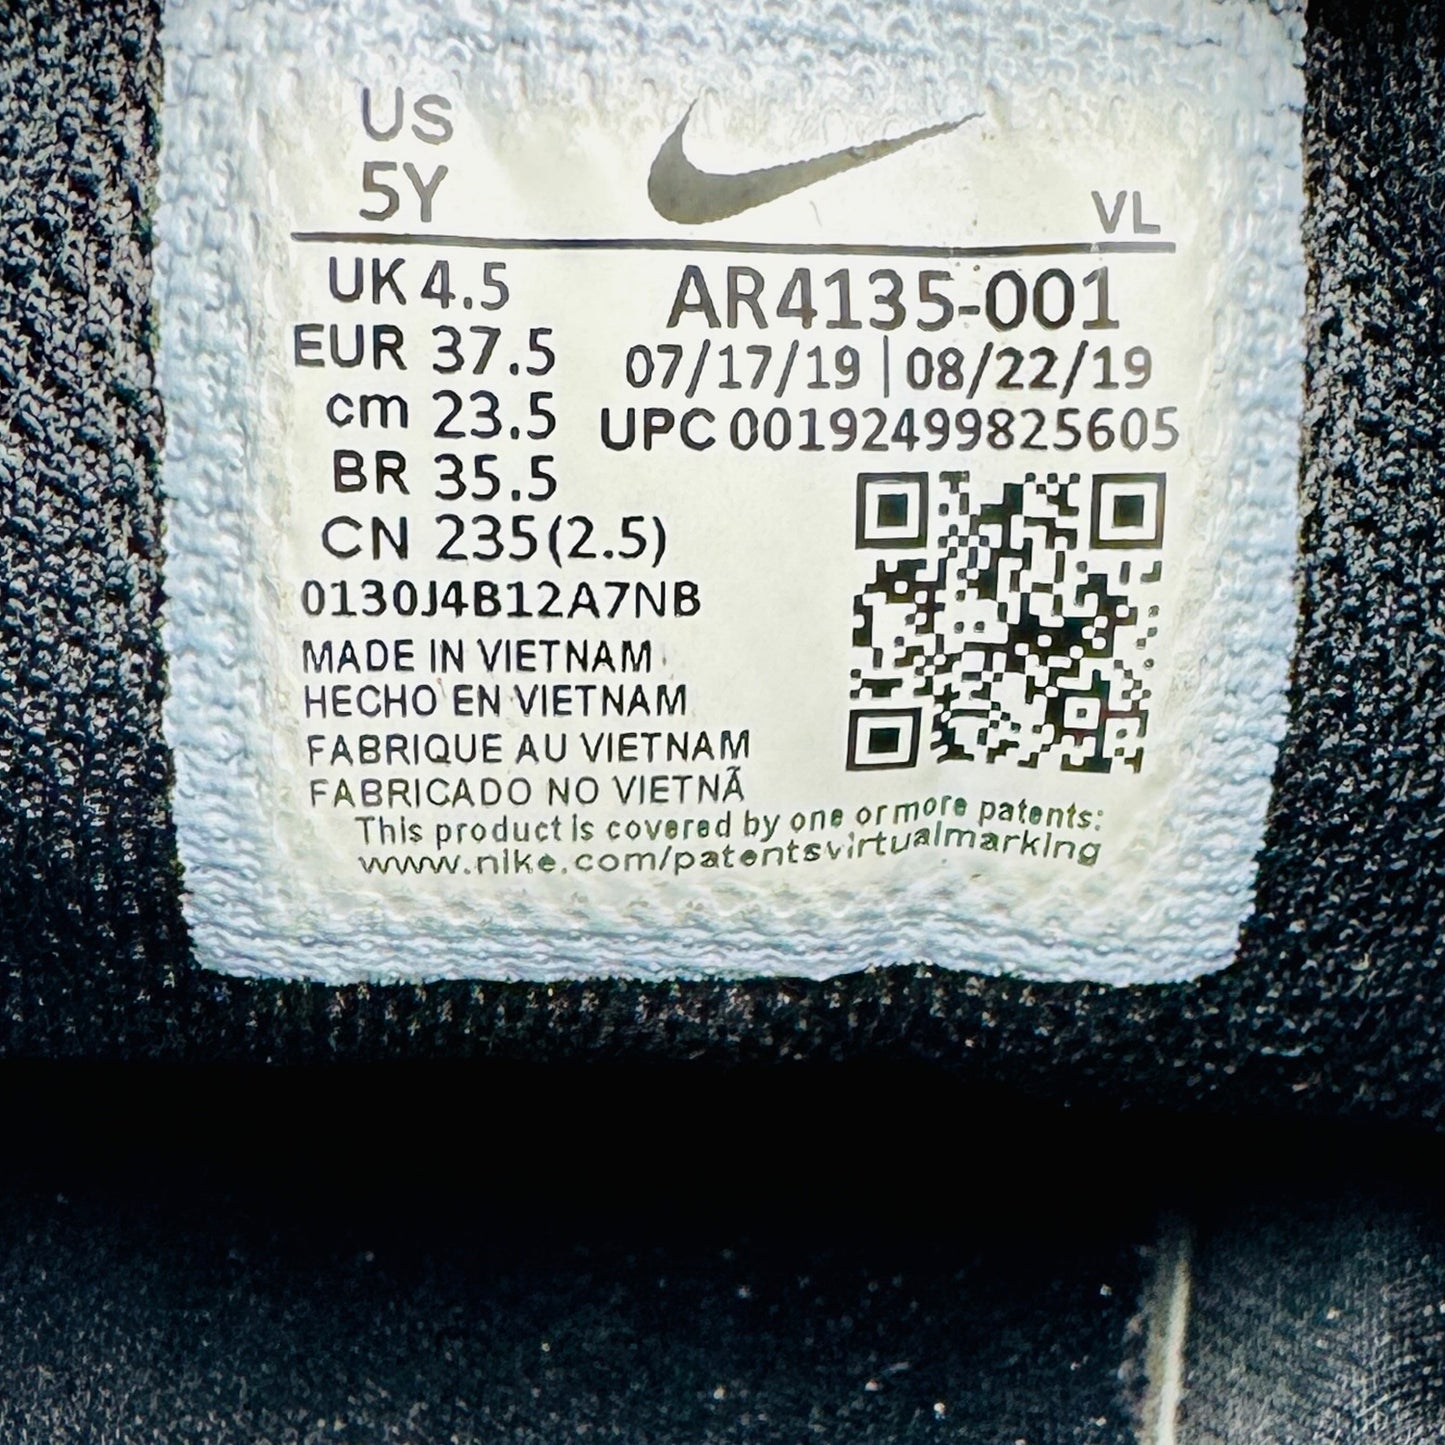 US
5Y
VL
UK 4.5
EUR 37.5
cm 23.5
BR 35.5
CN 235(2.5)
AR4135-001
07/17/19 | 08/22/19
UPC 00192499825605
0130J4B12A7NB
MADE IN VIETNAM
HECHO EN VIETNAM
FABRIQUE AU VIETNAM
FABRICADO NO VIETNÃ
This product is covered by one or more patents:
www.nike.com/patentsvirtualmarking